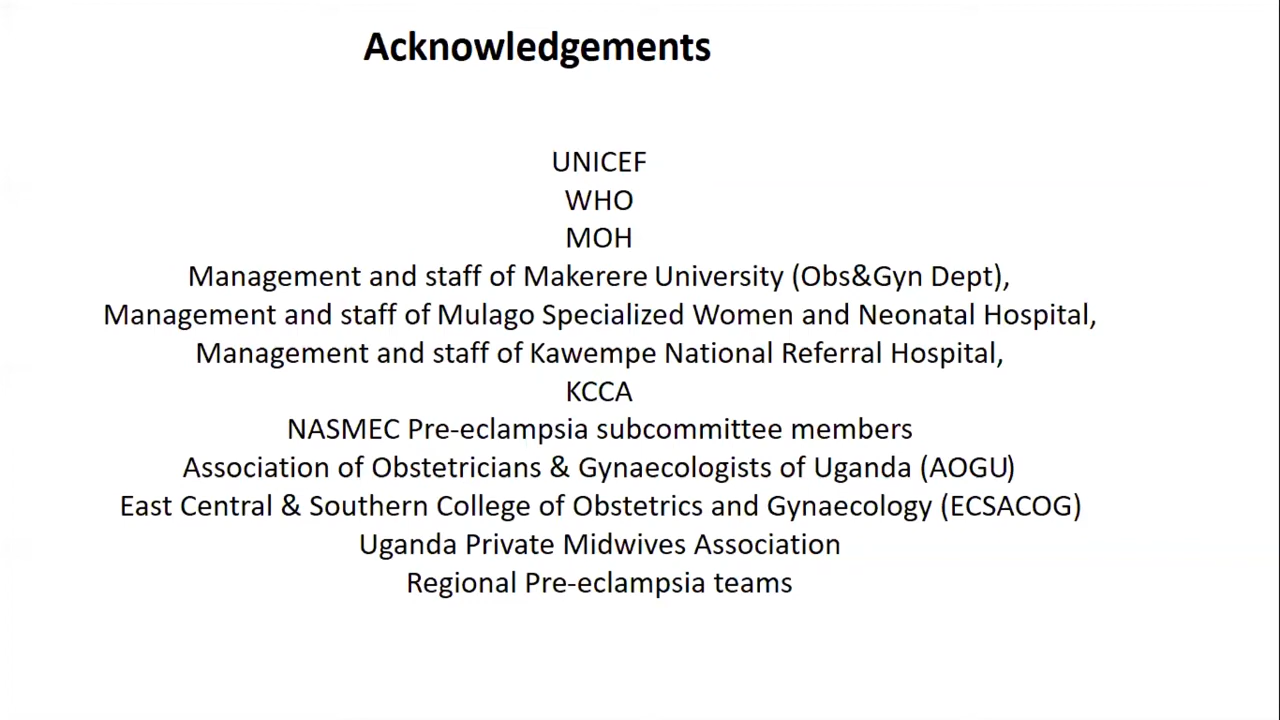 Acknowledgements
UNICEF
WHO
MOH
Management and staff of Makerere University (Obs&Gyn Dept),
Management and staff of Mulago Specialized Women and Neonatal Hospital,
Management and staff of Kawempe National Referral Hospital,
KCCA
NASMEC Pre-eclampsia subcommittee members
Association of Obstetricians & Gynaecologists of Uganda (AOGU)
East Central & Southern College of Obstetrics and Gynaecology (ECSACOG)
Uganda Private Midwives Association
Regional Pre-eclampsia teams